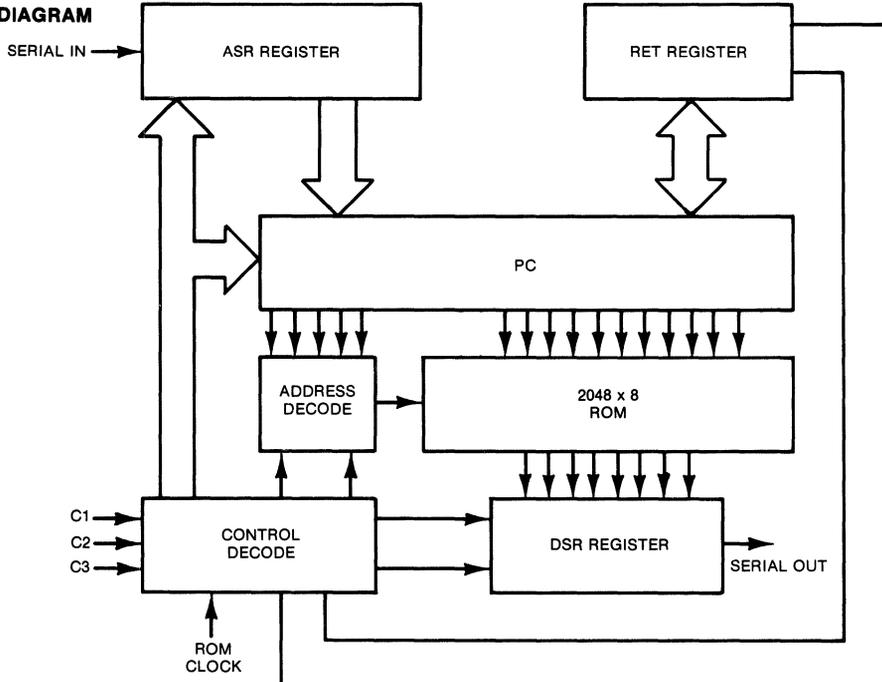 DIAGRAM
SERIAL IN
ASR REGISTER
RET REGISTER
PC
ADDRESS
DECODE
2048 x 8
ROM
C1
C2
C3
CONTROL
DECODE
DSR REGISTER
SERIAL OUT
ROM
CLOCK